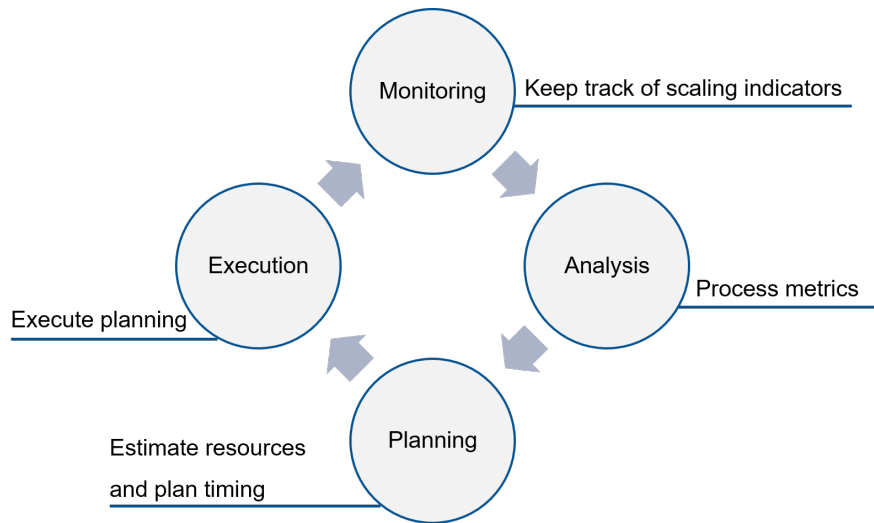 Monitoring
Keep track of scaling indicators
Execution
Analysis
Process metrics
Execute planning
Planning
Estimate resources
and plan timing